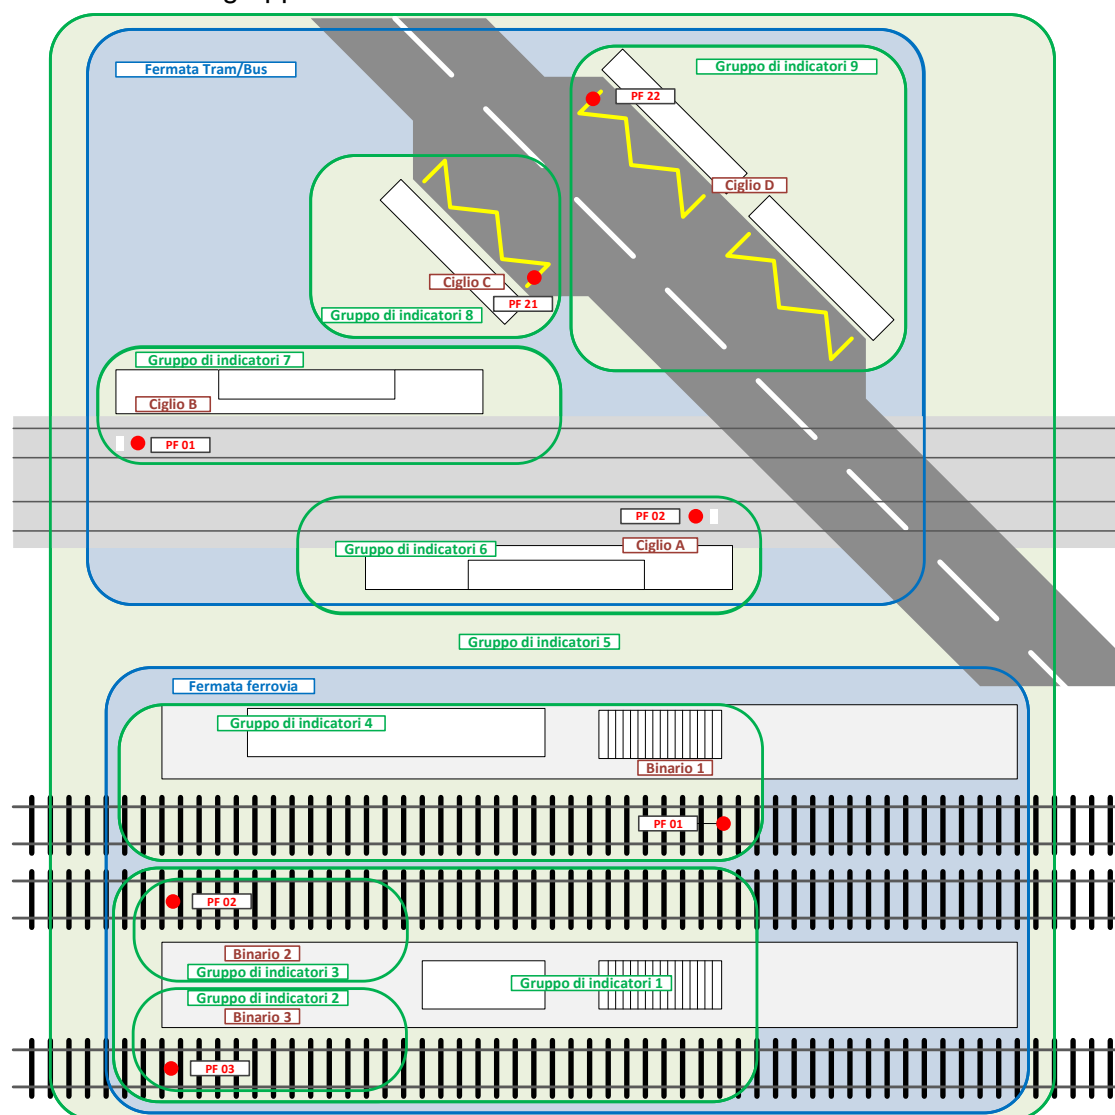 Fermata Tram/Bus
Gruppo di indicatori 9
PF 22
Ciglio D
Ciglio C
PF 21
Gruppo di indicatori 8
Gruppo di indicatori 7
Ciglio B
PF 01
PF 02
Ciglio A
Gruppo di indicatori 6
Gruppo di indicatori 5
Fermata ferrovia
Gruppo di indicatori 4
Binario 1
PF 01
PF 02
Binario 2
Gruppo di indicatori 3
Gruppo di indicatori 1
Gruppo di indicatori 2
Binario 3
PF 03